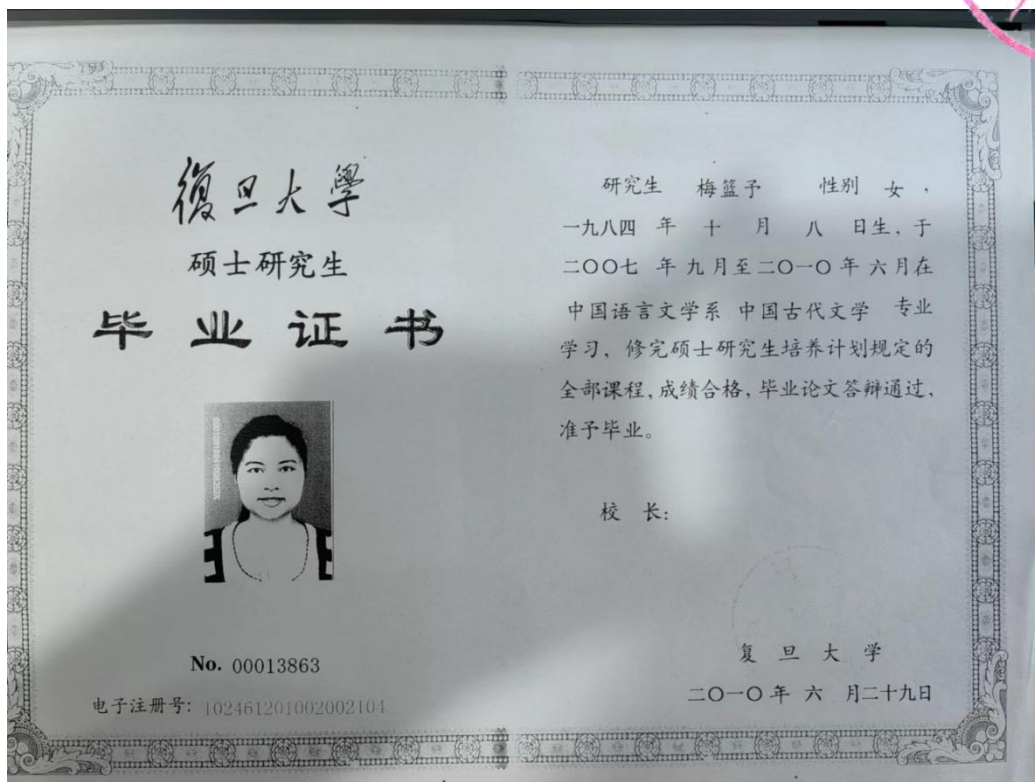 復旦大學
硕士研究生
毕业证书
No. 00013863
电子注册号: 102461201002002104
研究生 梅篮予 性别 女，
一九八四 年 十 月 八 日生，于
二〇〇七 年 九 月至二〇一〇 年 六 月在
中国语言文学系 中国古代文学 专业
学习，修完硕士研究生培养计划规定的
全部课程，成绩合格，毕业论文答辩通过，
准予毕业。
校 长：
复 旦 大 学
二〇一〇 年 六 月二十九日